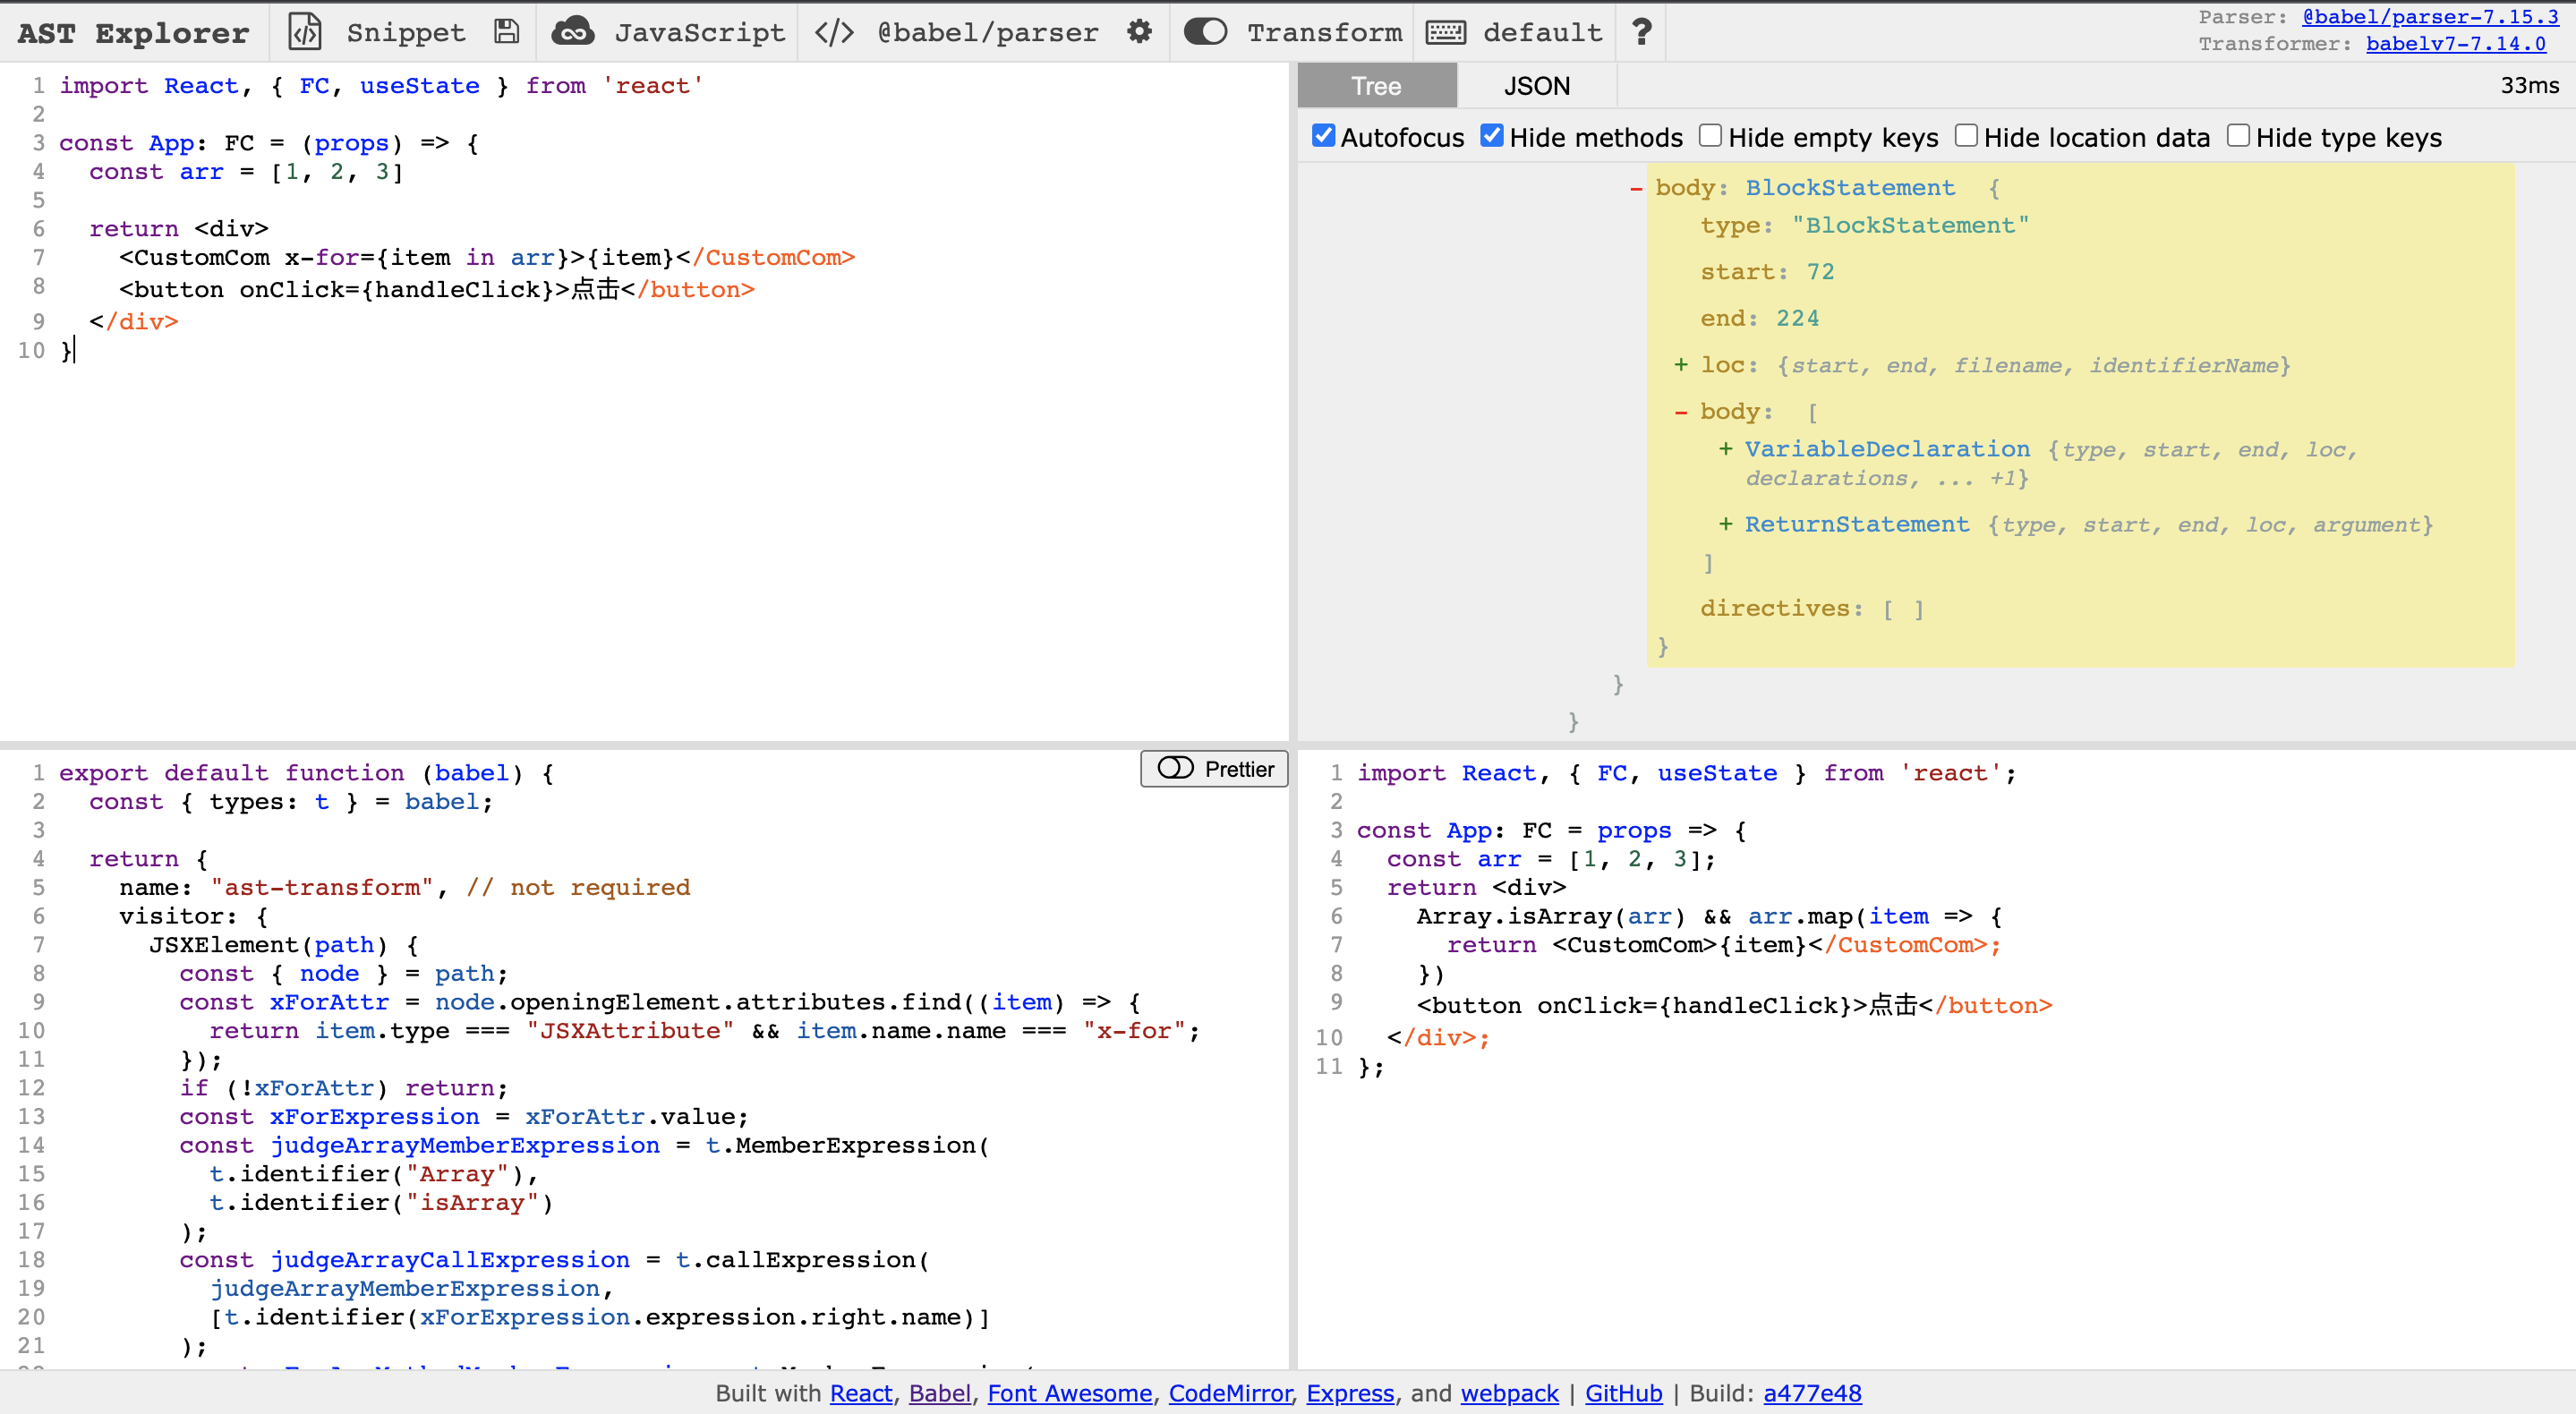 AST Explorer Snippet JavaScript </> @babel/parser Transform default ?
Parser: @babel/parser-7.15.3
Transformer: babelv7-7.14.0
1 import React, { FC, useState } from 'react'
2
3 const App: FC = (props) => {
4   const arr = [1, 2, 3]
5
6   return <div>
7     <CustomCom x-for={item in arr}>{item}</CustomCom>
8     <button onClick={handleClick}>点击</button>
9   </div>
10 }
Tree JSON 33ms
Autofocus Hide methods Hide empty keys Hide location data Hide type keys
- body: BlockStatement {
type: "BlockStatement"
start: 72
end: 224
+ loc: {start, end, filename, identifierName}
- body: [
+ VariableDeclaration {type, start, end, loc,
declarations, ... +1}
+ ReturnStatement {type, start, end, loc, argument}
]
directives: [ ]
}
}
}
Prettier
1 export default function (babel) {
2   const { types: t } = babel;
3
4   return {
5     name: "ast-transform", // not required
6     visitor: {
7       JSXElement(path) {
8         const { node } = path;
9         const xForAttr = node.openingElement.attributes.find((item) => {
10           return item.type === "JSXAttribute" && item.name.name === "x-for";
11         });
12         if (!xForAttr) return;
13         const xForExpression = xForAttr.value;
14         const judgeArrayMemberExpression = t.MemberExpression(
15           t.identifier("Array"),
16           t.identifier("isArray")
17         );
18         const judgeArrayCallExpression = t.callExpression(
19           judgeArrayMemberExpression,
20           [t.identifier(xForExpression.expression.right.name)]
21         );
1 import React, { FC, useState } from 'react';
2
3 const App: FC = props => {
4   const arr = [1, 2, 3];
5   return <div>
6     Array.isArray(arr) && arr.map(item => {
7       return <CustomCom>{item}</CustomCom>;
8     })
9     <button onClick={handleClick}>点击</button>
10   </div>;
11 };
Built with React, Babel, Font Awesome, CodeMirror, Express, and webpack | GitHub | Build: a477e48